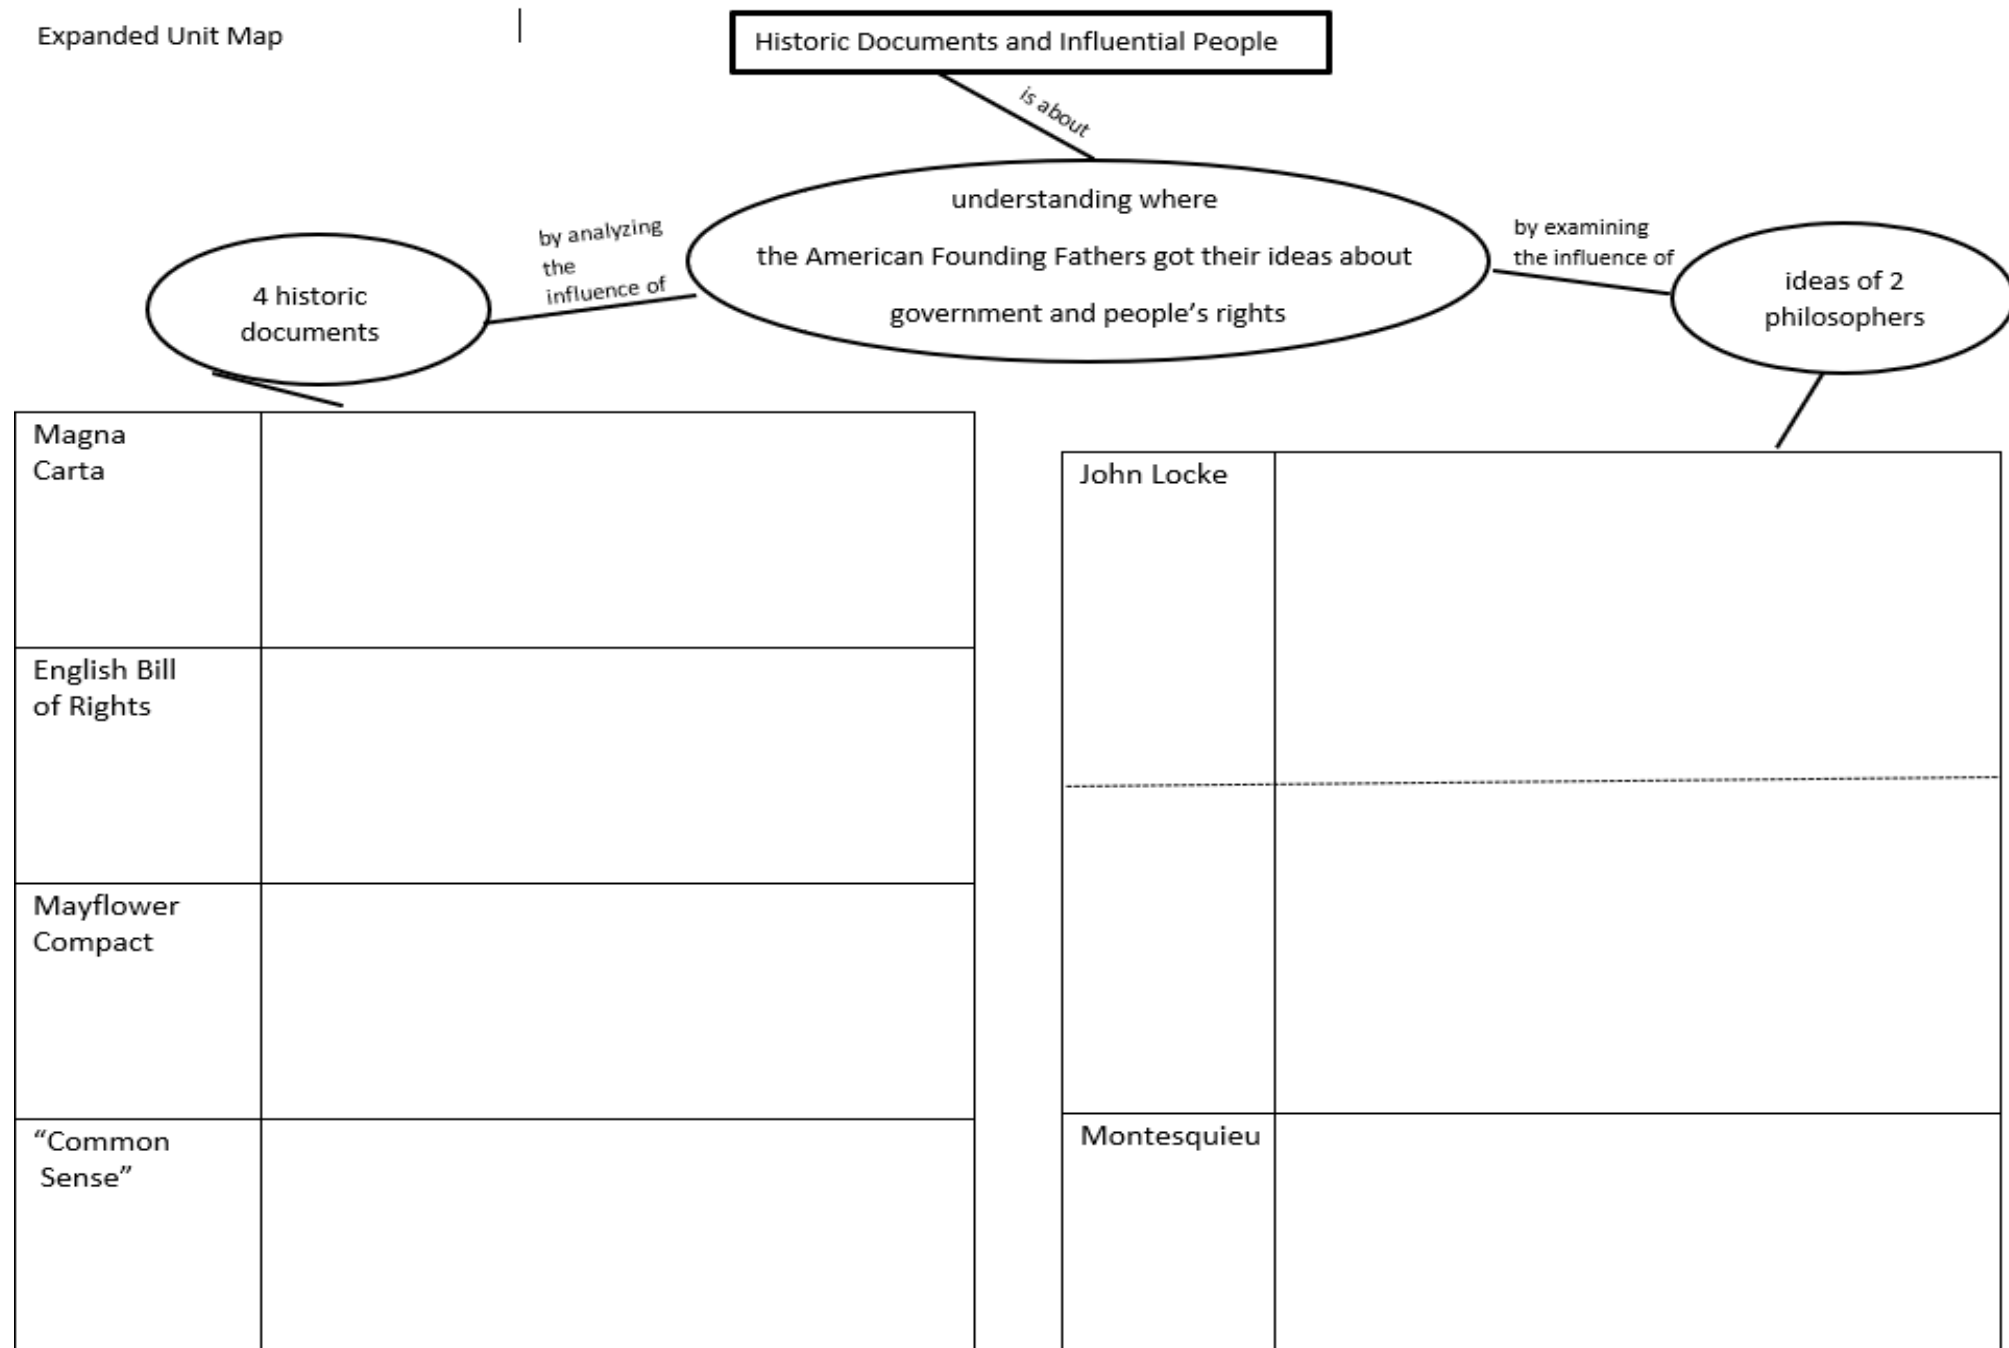 Expanded Unit Map
Historic Documents and Influential People
is about
understanding where
the American Founding Fathers got their ideas about
government and people’s rights
by analyzing
the
influence of
4 historic
documents
by examining
the influence of
ideas of 2
philosophers
Magna
Carta
English Bill
of Rights
Mayflower
Compact
“Common
Sense”
John Locke
Montesquieu